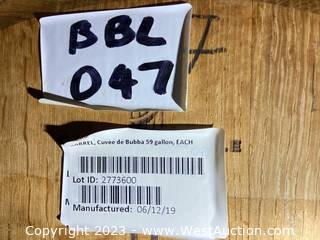 BBL
047
7
BARREL, Cuvee de Bubba 59 gallon, EACH
Lot ID: 2773600
Manufactured: 06/12/19
Copyright 2023 - WestAuction.com